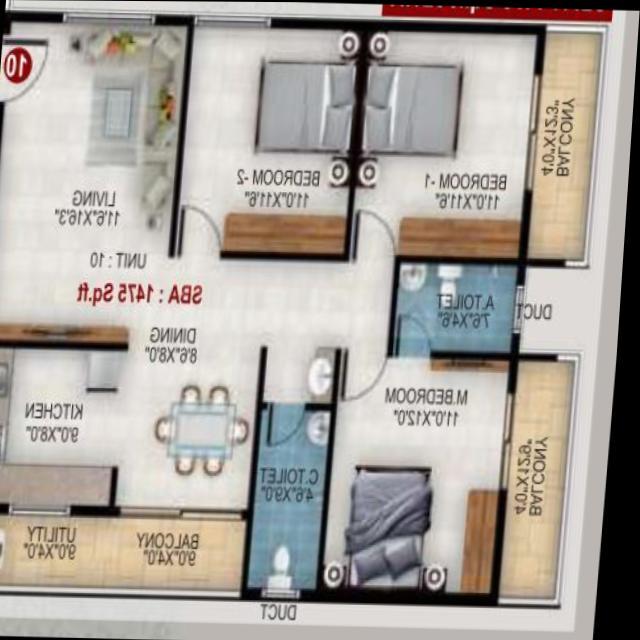 10
LIVING
11'6"X16'3"
BEDROOM -2
11'0"X11'6"
BEDROOM -1
11'0"X11'6"
BALCONY
4'0"X12'3"
UNIT : 10
SBA : 1475 Sq.ft
A.TOILET
7'6"X4'6"
DUCT
DINING
8'6"X8'0"
KITCHEN
9'0"X8'0"
M.BEDROOM
11'0"X12'0"
C.TOILET
4'6"X9'0"
BALCONY
4'0"X12'9"
UTILITY
9'0"X4'0"
BALCONY
9'0"X4'0"
DUCT